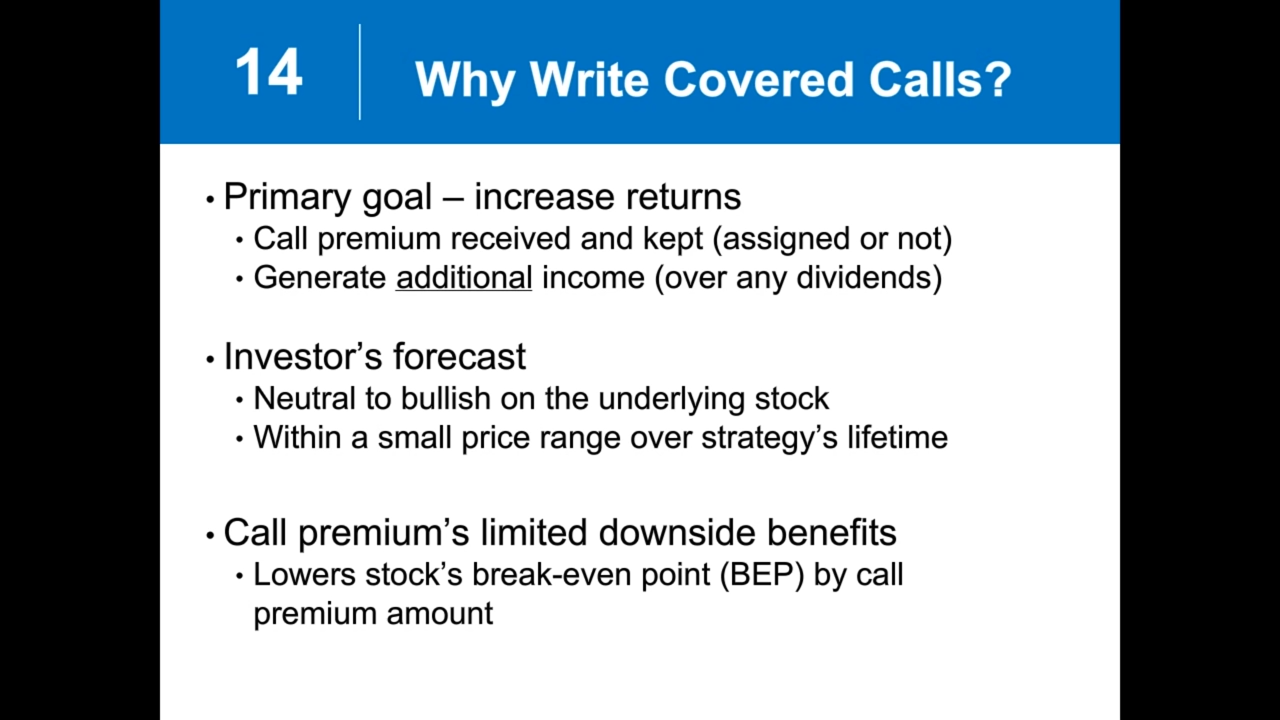 14
Why Write Covered Calls?
• Primary goal – increase returns
• Call premium received and kept (assigned or not)
• Generate additional income (over any dividends)
• Investor’s forecast
• Neutral to bullish on the underlying stock
• Within a small price range over strategy’s lifetime
• Call premium’s limited downside benefits
• Lowers stock’s break-even point (BEP) by call
premium amount